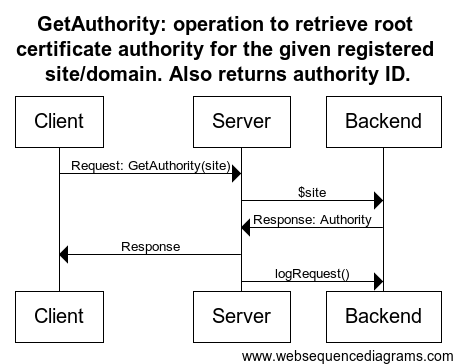 GetAuthority: operation to retrieve root
certificate authority for the given registered
site/domain. Also returns authority ID.
Client
Server
Backend
Request: GetAuthority(site)
$site
Response: Authority
Response
logRequest()
Client
Server
Backend
www.websequencediagrams.com